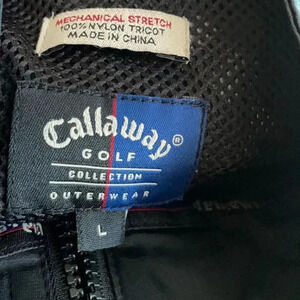 MECHANICAL STRETCH
100% NYLON TRICOT
MADE IN CHINA
Callaway®
GOLF
COLLECTION
OUTERWEAR
L